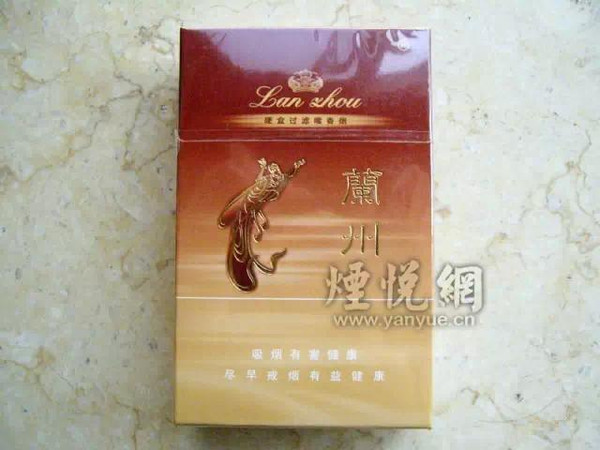 Lan zhou
硬盒过滤嘴香烟
蘭
州
煙悦網
www.yanyue.cn
吸烟有害健康
尽早戒烟有益健康